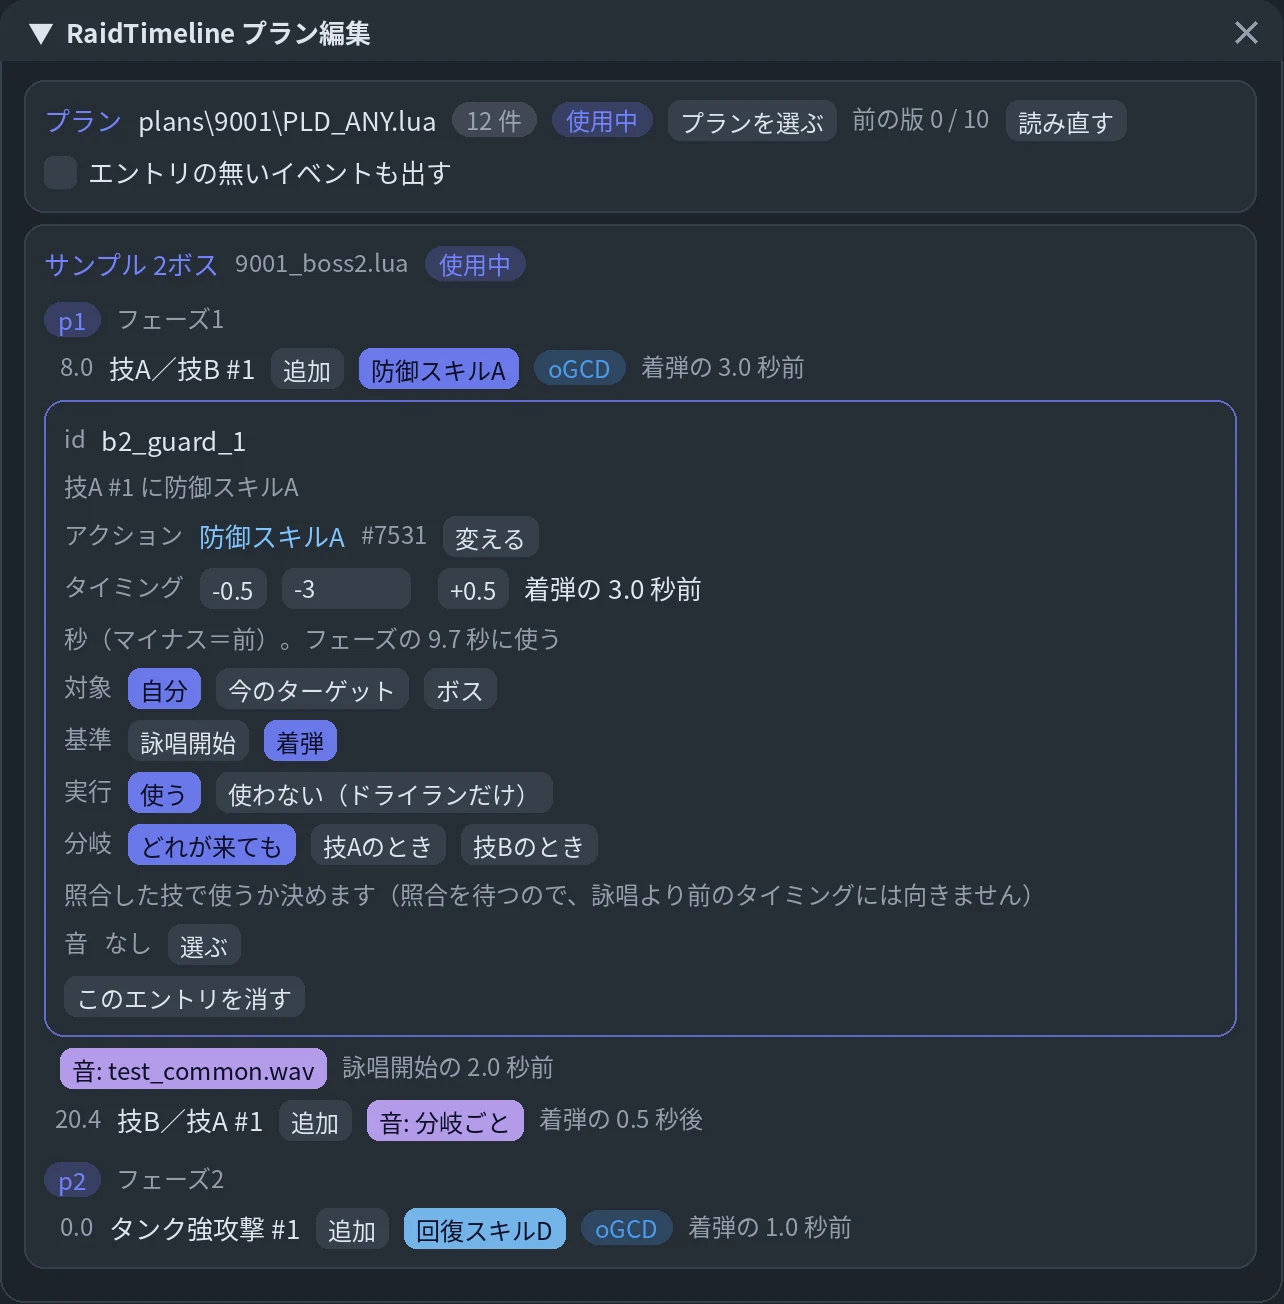 ▼ RaidTimeline プラン編集 ✕
プラン plans\9001\PLD_ANY.lua 12 件 使用中 プランを選ぶ 前の版 0 / 10 読み直す
エントリの無いイベントも出す
サンプル 2ボス 9001_boss2.lua 使用中
p1 フェーズ1
8.0 技A／技B #1 追加 防御スキルA oGCD 着弾の 3.0 秒前
id b2_guard_1
技A #1 に防御スキルA
アクション 防御スキルA #7531 変える
タイミング -0.5 -3 +0.5 着弾の 3.0 秒前
秒（マイナス＝前）。フェーズの 9.7 秒に使う
対象 自分 今のターゲット ボス
基準 詠唱開始 着弾
実行 使う 使わない（ドライランだけ）
分岐 どれが来ても 技Aのとき 技Bのとき
照合した技で使うか決めます（照合を待つので、詠唱より前のタイミングには向きません）
音 なし 選ぶ
このエントリを消す
音: test_common.wav 詠唱開始の 2.0 秒前
20.4 技B／技A #1 追加 音: 分岐ごと 着弾の 0.5 秒後
p2 フェーズ2
0.0 タンク強攻撃 #1 追加 回復スキルD oGCD 着弾の 1.0 秒前